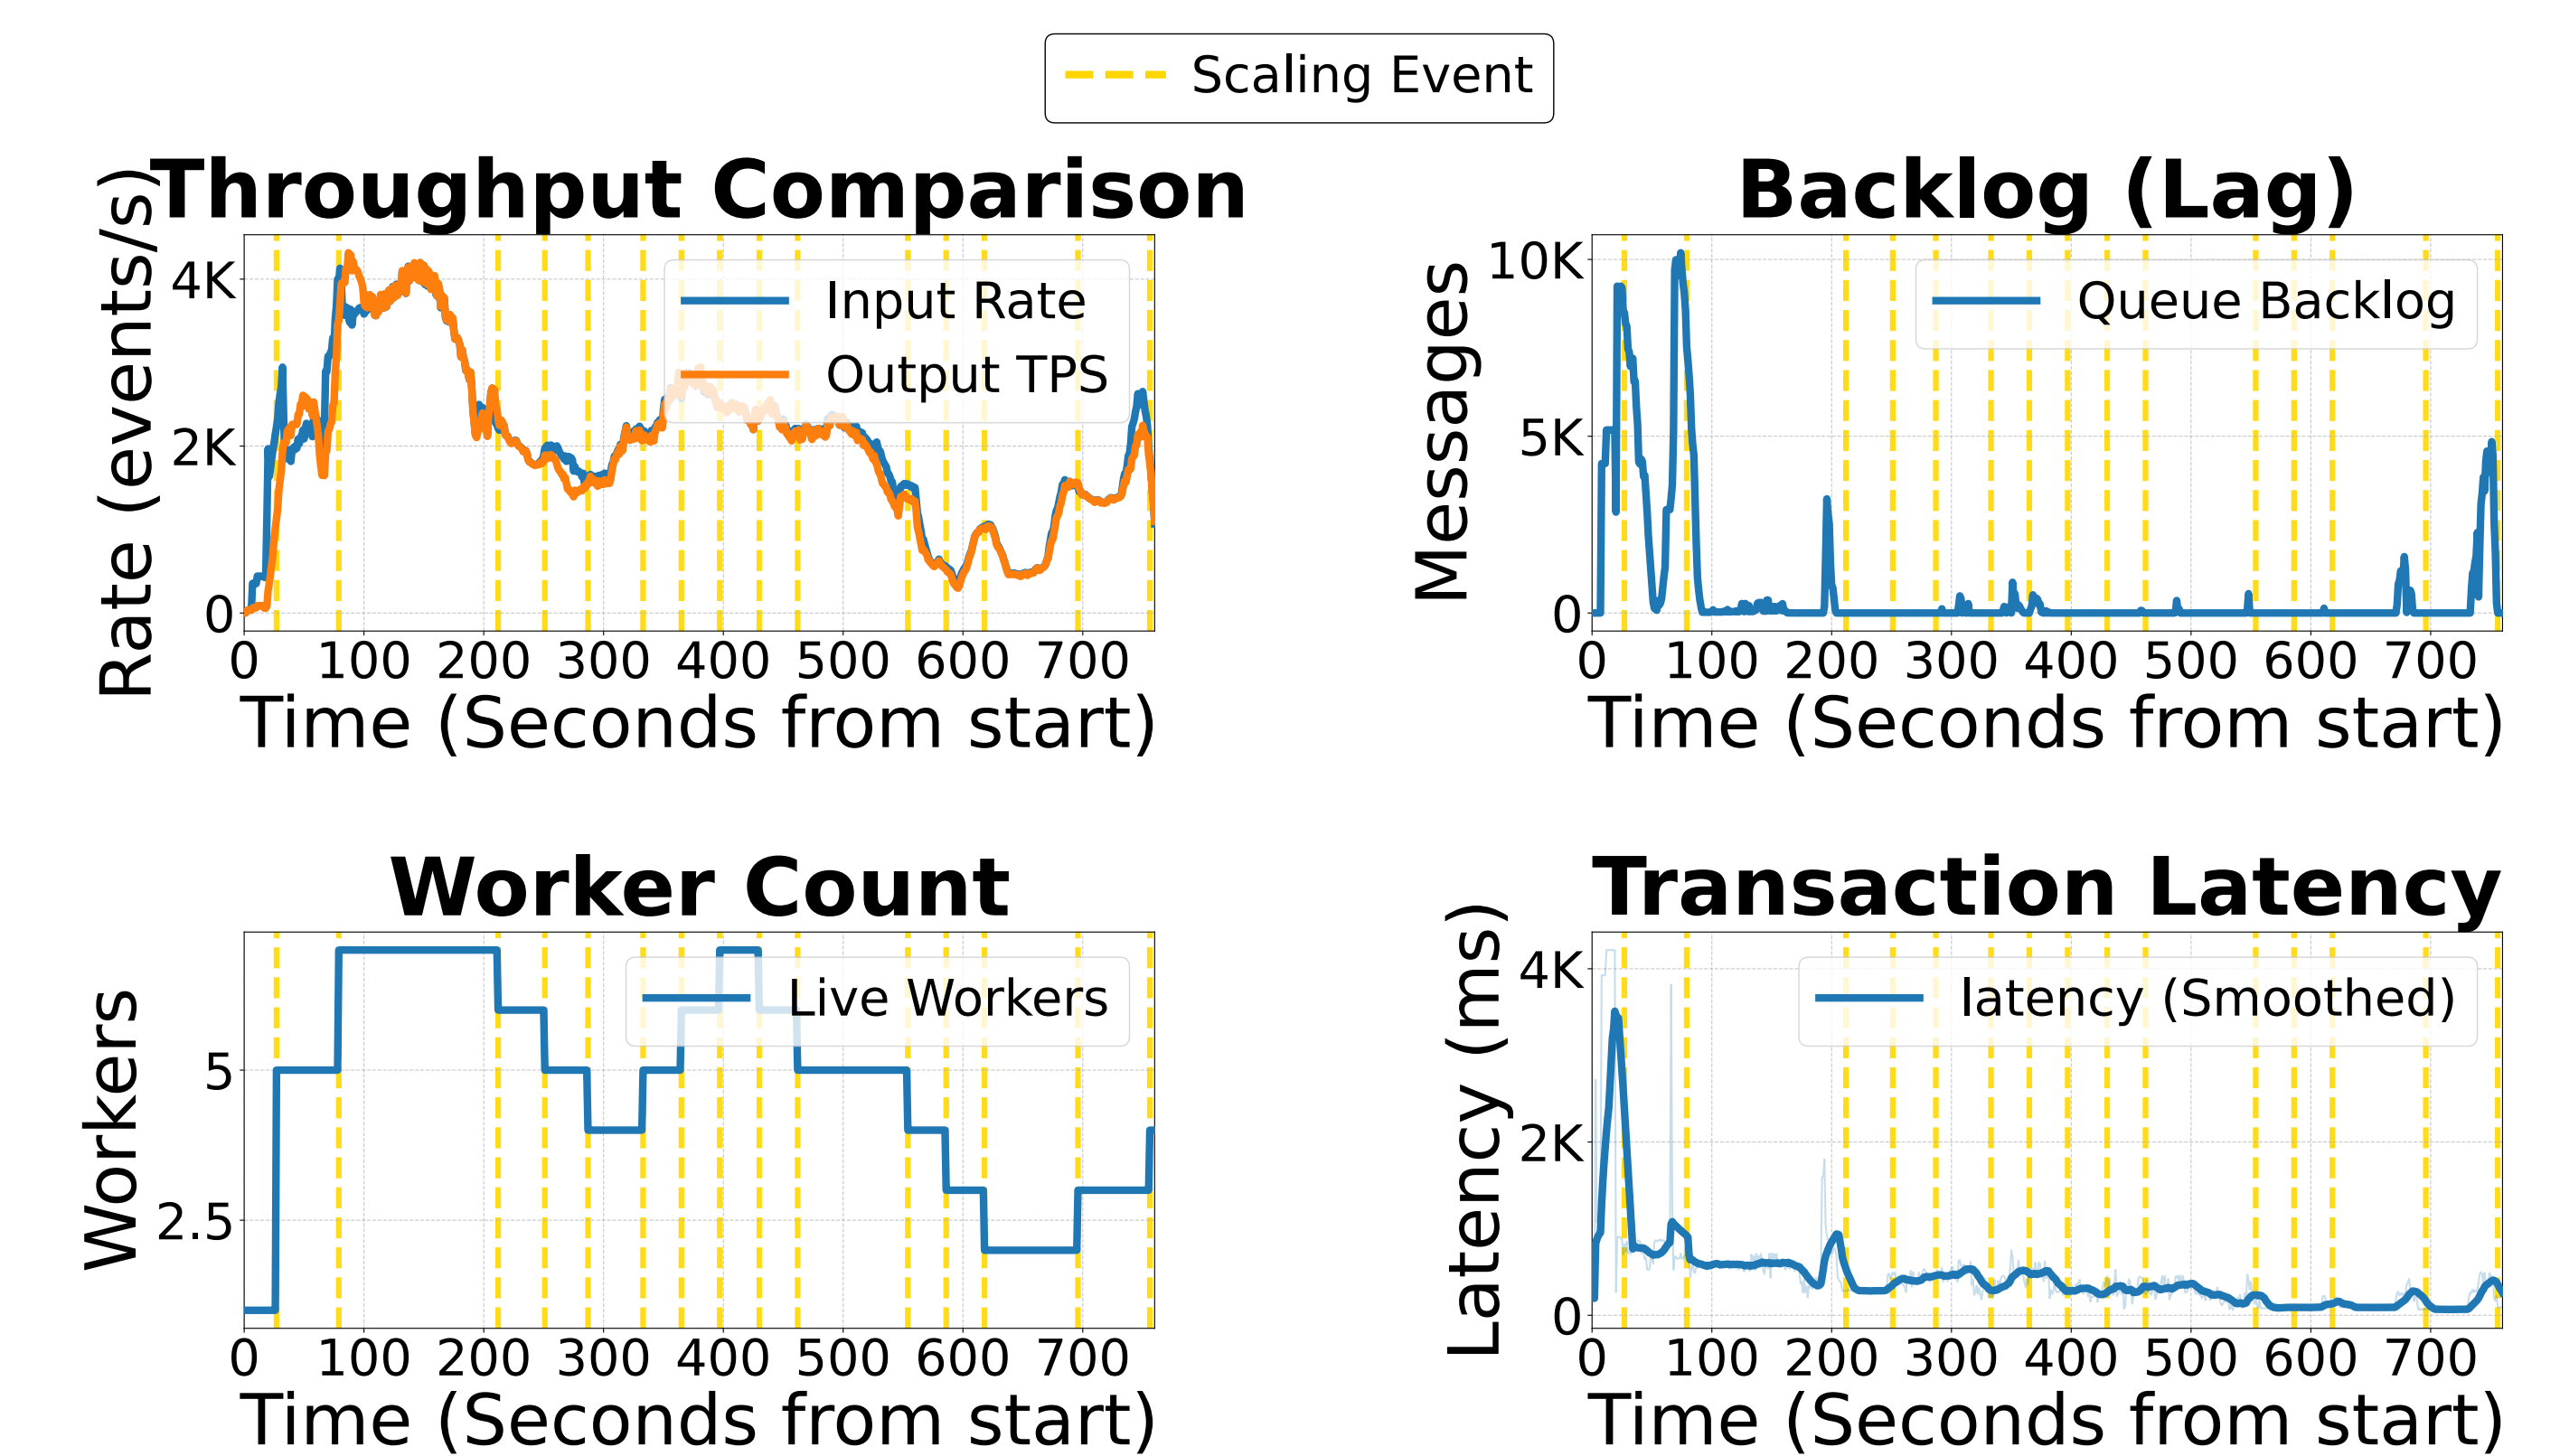 Scaling Event
Throughput Comparison
Rate (events/s)
4K
2K
0
Input Rate
Output TPS
0 100 200 300 400 500 600 700
Time (Seconds from start)
Backlog (Lag)
Messages
10K
5K
0
Queue Backlog
0 100 200 300 400 500 600 700
Time (Seconds from start)
Worker Count
Workers
5
2.5
Live Workers
0 100 200 300 400 500 600 700
Time (Seconds from start)
Transaction Latency
Latency (ms)
4K
2K
0
latency (Smoothed)
0 100 200 300 400 500 600 700
Time (Seconds from start)